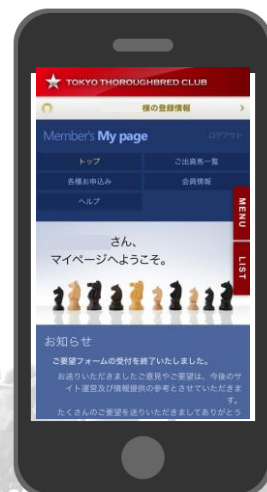 TOKYO THOROUGHBRED CLUB
様の登録情報
Member's My page
ログアウト
トップ
ご出資馬一覧
各種お申込み
会員情報
ヘルプ
MENU
さん、
マイページへようこそ。
LIST
お知らせ
ご要望フォームの受付を終了いたしました。
お送りいただきましたご意見やご要望は、今後のサ
イト運営及び情報提供の参考とさせていただきま
す。
たくさんのご要望を送りいただきましてありがとう